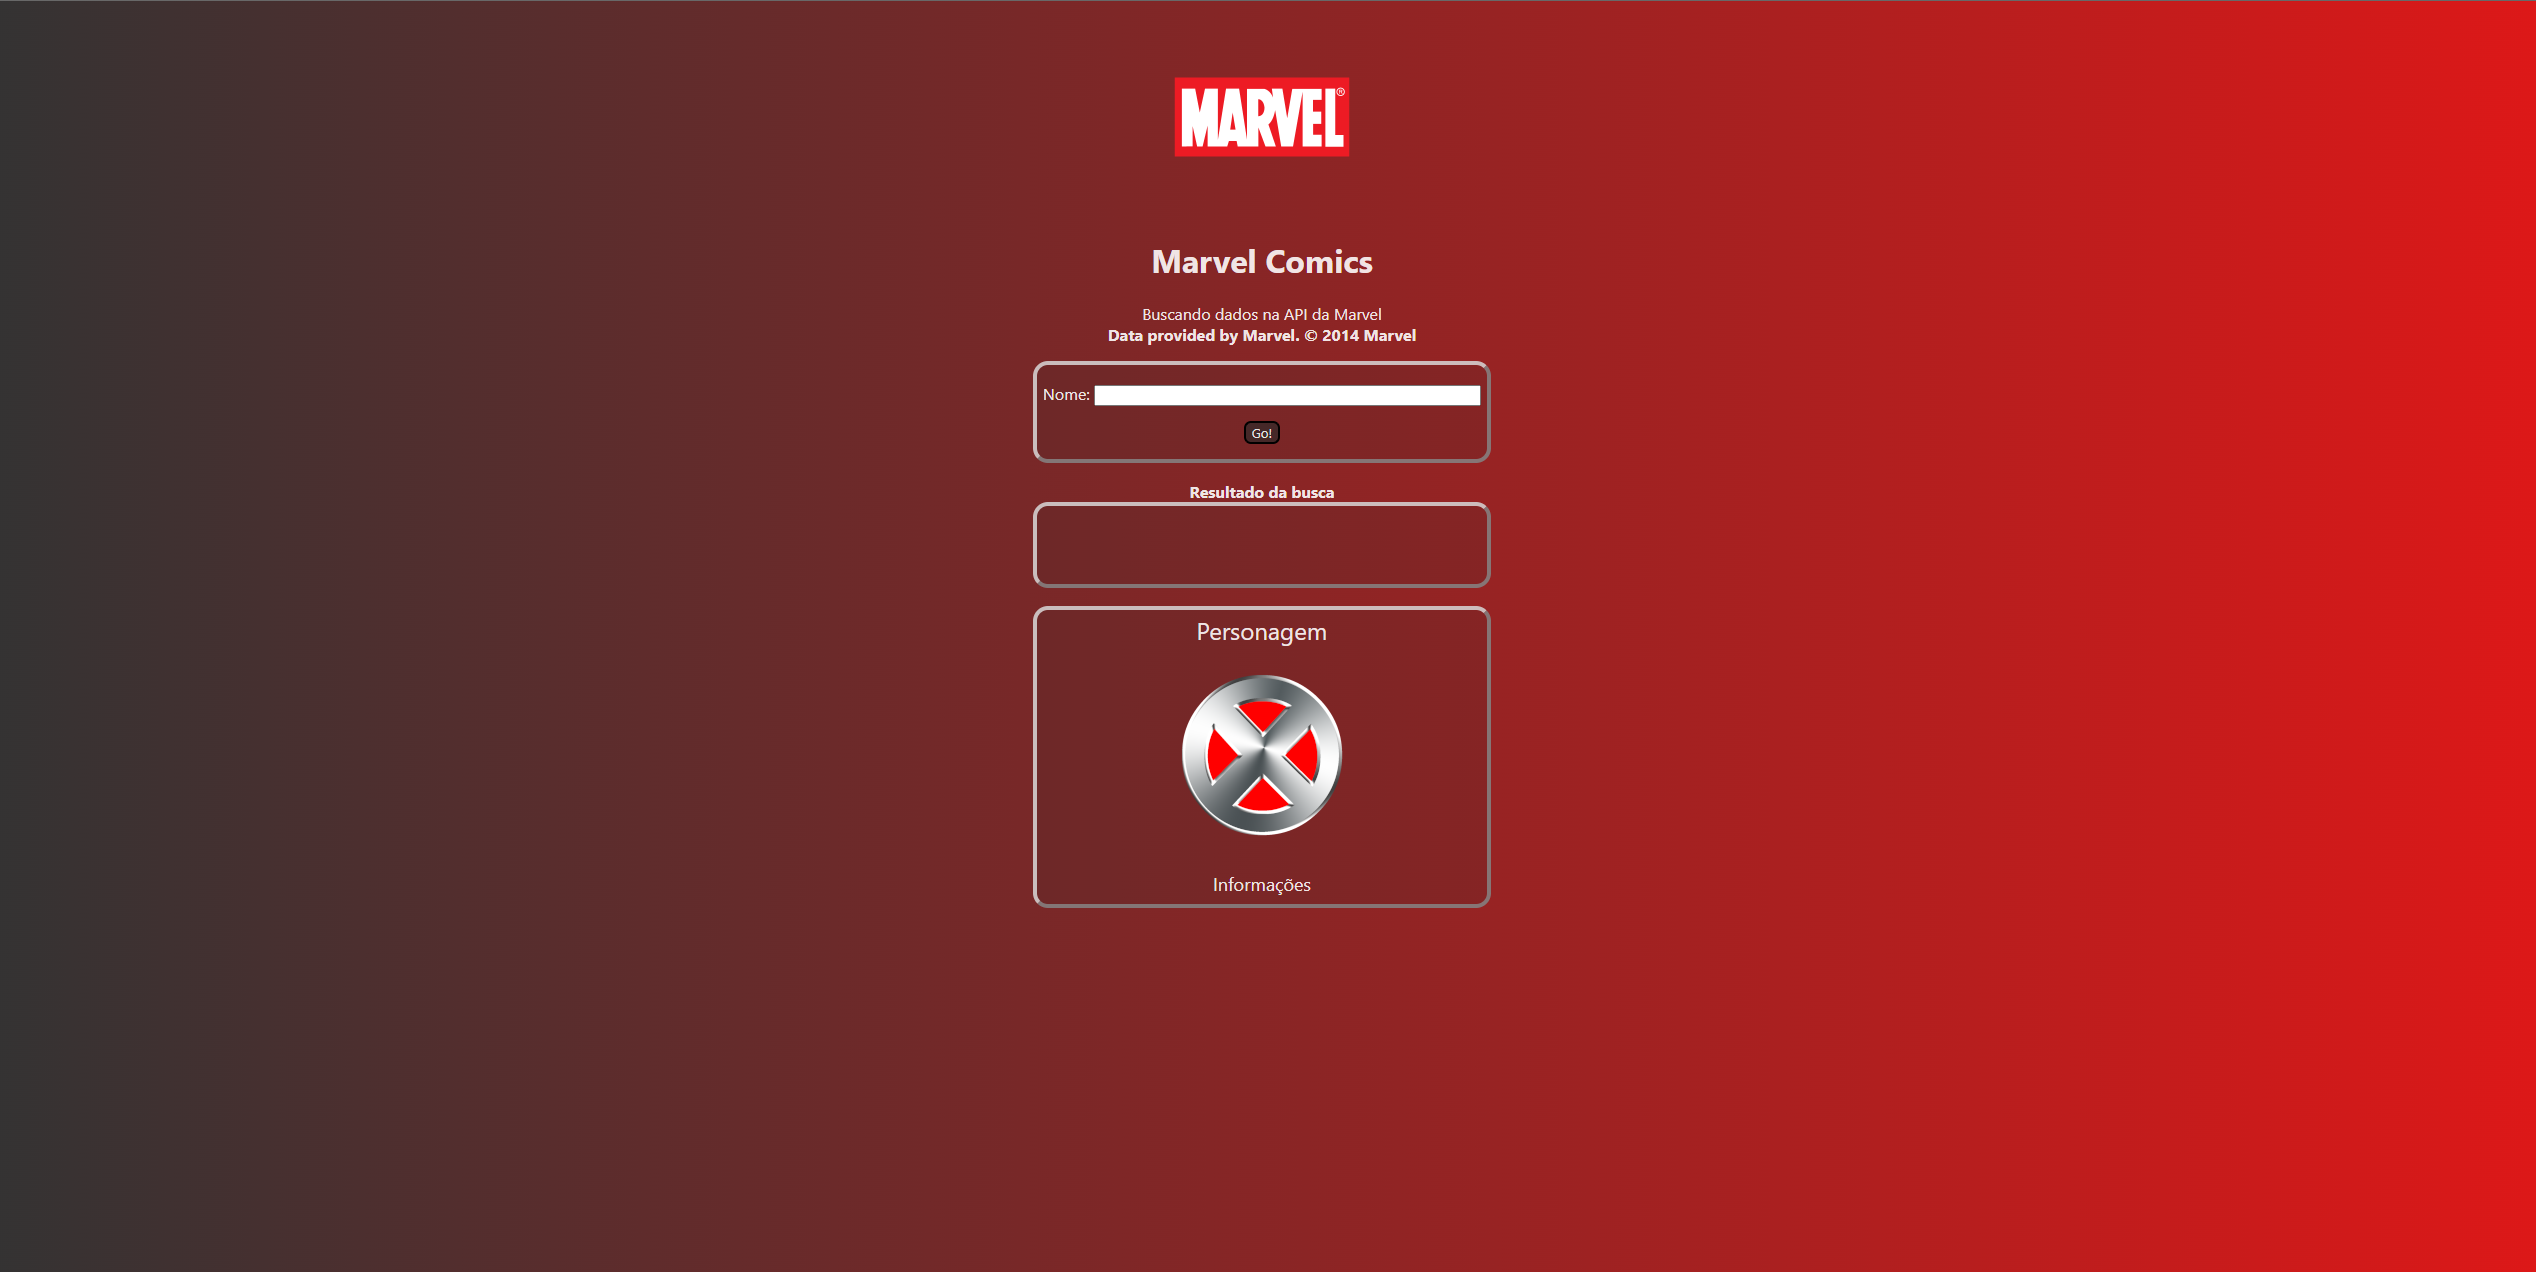 MARVEL®
Marvel Comics
Buscando dados na API da Marvel
Data provided by Marvel. © 2014 Marvel
Nome:
Go!
Resultado da busca
Personagem
Informações